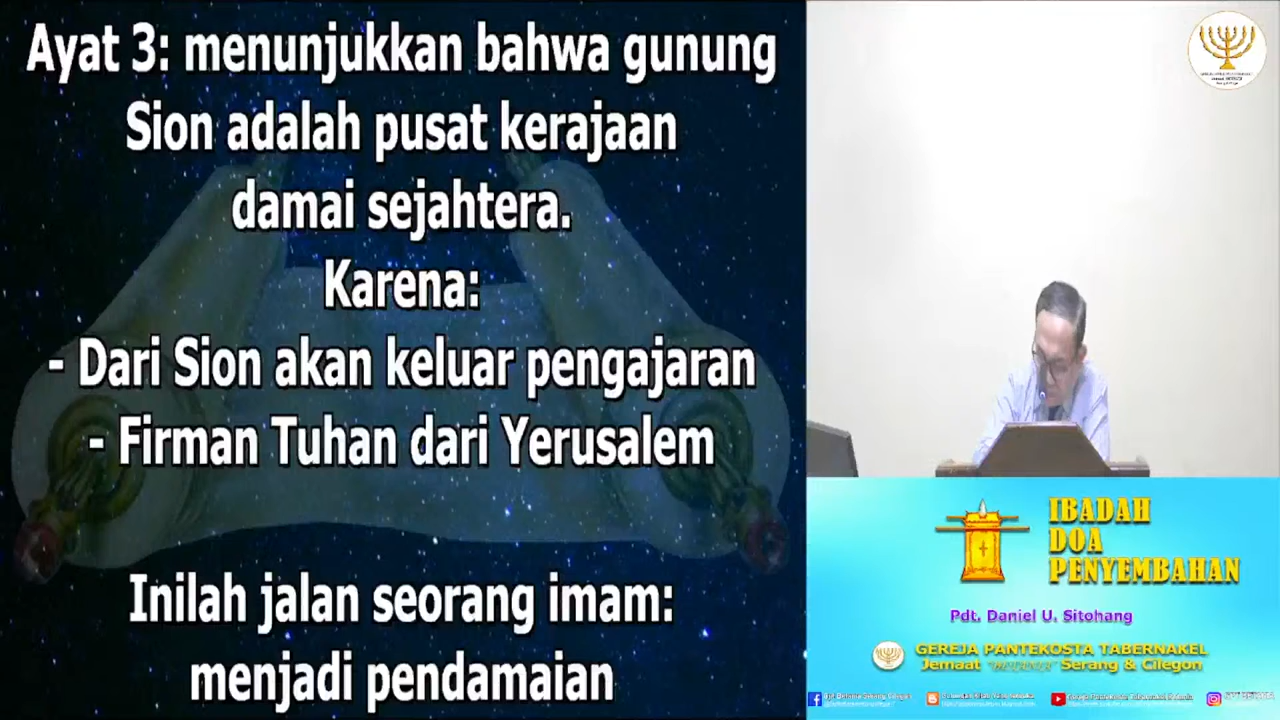 Ayat 3: menunjukkan bahwa gunung
Sion adalah pusat kerajaan
damai sejahtera.
Karena:
- Dari Sion akan keluar pengajaran
- Firman Tuhan dari Yerusalem
Inilah jalan seorang imam:
menjadi pendamaian
IBADAH
DOA
PENYEMBAHAN
Pdt. Daniel U. Sitohang
GEREJA PANTEKOSTA TABERNAKEL
Jemaat "BETANIA" Serang & Cilegon